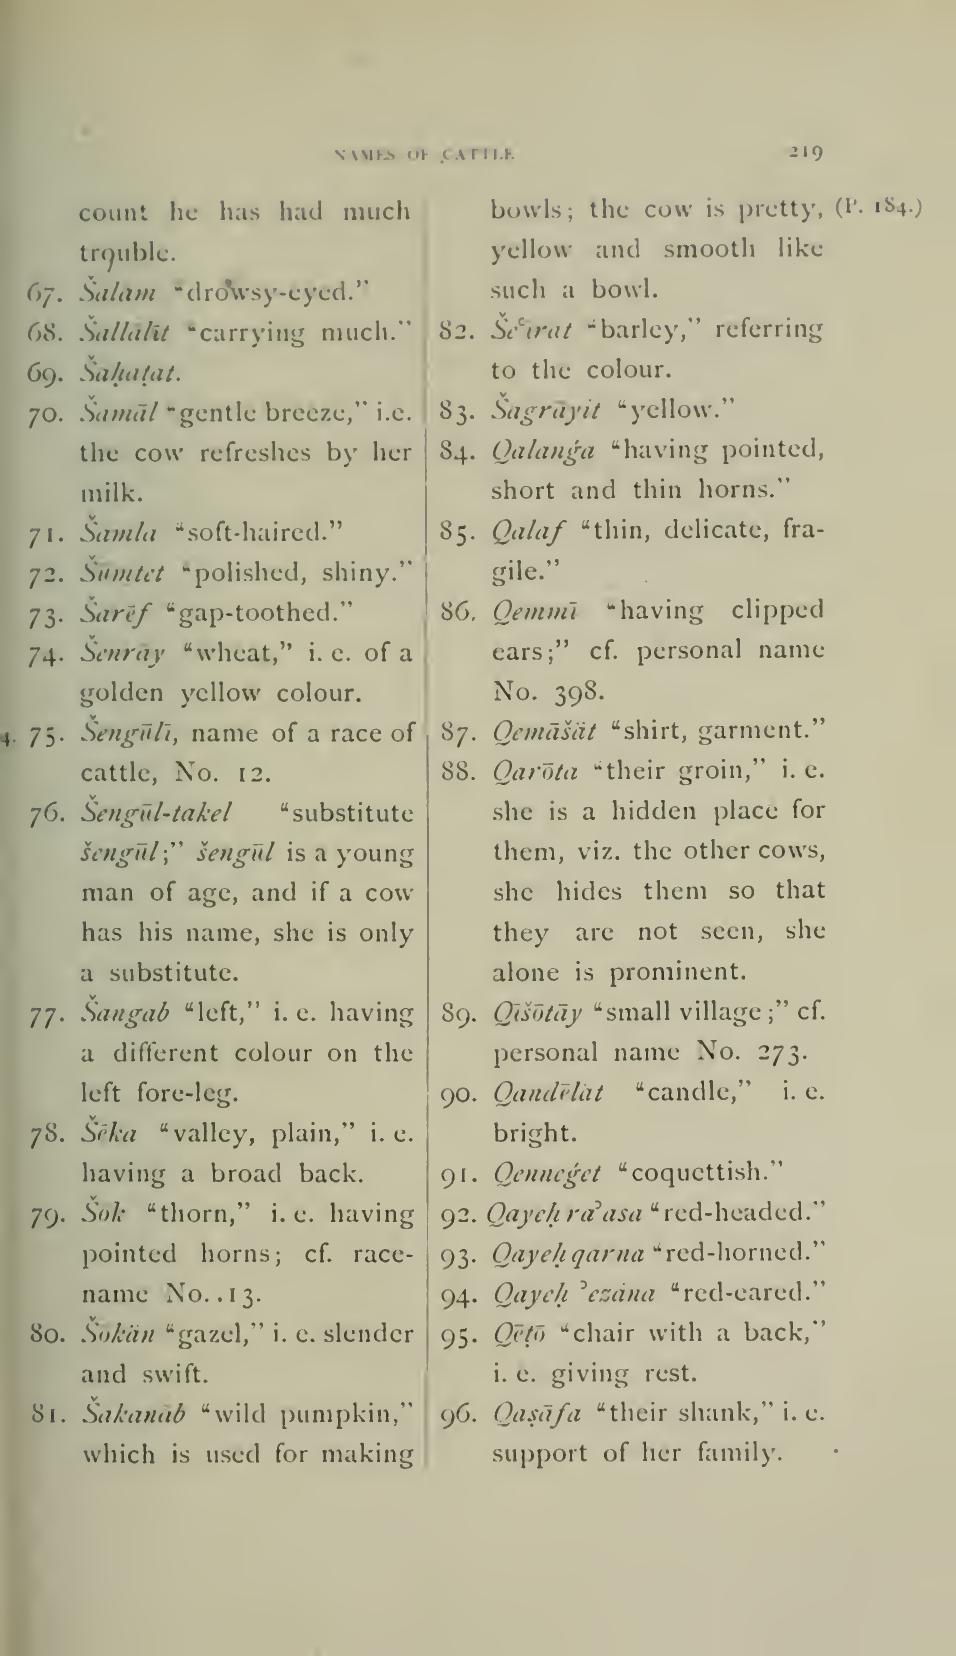 NAMES OF CATTLE 219
count he has had much
trouble.
67. Šalām “drowsy-eyed.”
68. Šallālīt “carrying much.”
69. Šaḥaṭat.
70. Šamāl “gentle breeze,” i.e.
the cow refreshes by her
milk.
71. Šamla “soft-haired.”
72. Šumtet “polished, shiny.”
73. Šarēf “gap-toothed.”
74. Šenrāy “wheat,” i. e. of a
golden yellow colour.
4. 75. Šengūlī, name of a race of
cattle, No. 12.
76. Šengūl-takel “substitute
šengūl;” šengūl is a young
man of age, and if a cow
has his name, she is only
a substitute.
77. Šangab “left,” i. e. having
a different colour on the
left fore-leg.
78. Šēka “valley, plain,” i. e.
having a broad back.
79. Šok “thorn,” i. e. having
pointed horns; cf. race-
name No. 13.
80. Šokān “gazel,” i. e. slender
and swift.
81. Šakanāb “wild pumpkin,”
which is used for making
bowls; the cow is pretty, (P. 184.)
yellow and smooth like
such a bowl.
82. Šeʿirat “barley,” referring
to the colour.
83. Šagrāyīt “yellow.”
84. Qalanǵa “having pointed,
short and thin horns.”
85. Qalaf “thin, delicate, fra-
gile.”
86. Qemmī “having clipped
ears;” cf. personal name
No. 398.
87. Qemāšāt “shirt, garment.”
88. Qarōta “their groin,” i. e.
she is a hidden place for
them, viz. the other cows,
she hides them so that
they are not seen, she
alone is prominent.
89. Qīšōtāy “small village;” cf.
personal name No. 273.
90. Qandēlat “candle,” i. e.
bright.
91. Qenneǵet “coquettish.”
92. Qayeḥ raʾasa “red-headed.”
93. Qayeḥ qarna “red-horned.”
94. Qayeḥ ʾezāna “red-eared.”
95. Qēṭō “chair with a back,”
i. e. giving rest.
96. Qaṣāfa “their shank,” i. e.
support of her family.